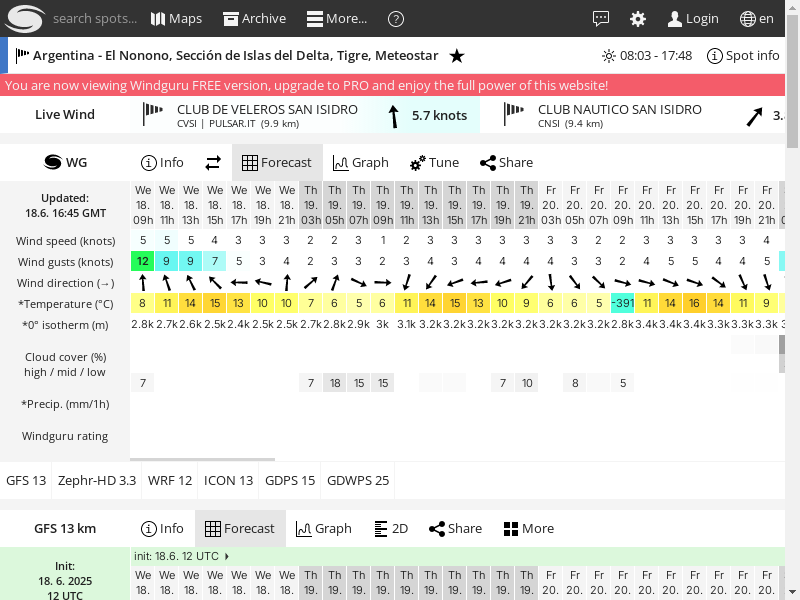 search spots... Maps Archive More... ? Login en
Argentina - El Nonono, Sección de Islas del Delta, Tigre, Meteostar ★ 08:03 - 17:48 Spot info
You are now viewing Windguru FREE version, upgrade to PRO and enjoy the full power of this website!
Live Wind
CLUB DE VELEROS SAN ISIDRO
CVSI | PULSAR.IT (9.9 km)
5.7 knots
CLUB NAUTICO SAN ISIDRO
CNSI (9.4 km)
WG Info Forecast Graph Tune Share
Updated:
18.6. 16:45 GMT
We We We We We We We Th Th Th Th Th Th Th Th Th Th Fr Fr Fr Fr Fr Fr Fr Fr Fr Fr
18. 18. 18. 18. 18. 18. 18. 19. 19. 19. 19. 19. 19. 19. 19. 19. 19. 20. 20. 20. 20. 20. 20. 20. 20. 20. 20.
09h 11h 13h 15h 17h 19h 21h 03h 05h 07h 09h 11h 13h 15h 17h 19h 21h 03h 05h 07h 09h 11h 13h 15h 17h 19h 21h
Wind speed (knots) 5 5 5 4 3 3 3 2 2 3 1 2 3 3 3 3 3 3 3 2 2 3 3 3 3 3 4
Wind gusts (knots) 12 9 9 7 5 3 4 2 3 3 2 3 4 3 4 4 3 3 3 3 2 4 5 5 4 3 5
Wind direction (→)
*Temperature (°C) 8 11 14 15 13 10 10 7 6 5 6 11 14 15 13 10 9 6 6 5 -391 11 14 16 14 11 9
*0° isotherm (m) 2.8k 2.7k 2.6k 2.5k 2.4k 2.5k 2.5k 2.7k 2.8k 2.9k 3k 3.1k 3.2k 3.2k 3.2k 3.2k 3.2k 3.2k 3.2k 3.2k 2.8k 3.4k 3.4k 3.4k 3.3k 3.3k 3.3k
Cloud cover (%)
high / mid / low
7 7 18 15 15 7 10 8 5
*Precip. (mm/1h)
Windguru rating
GFS 13 Zephr-HD 3.3 WRF 12 ICON 13 GDPS 15 GDWPS 25
GFS 13 km Info Forecast Graph 2D Share More
Init:
18. 6. 2025
12 UTC
init: 18.6. 12 UTC
We We We We We We We Th Th Th Th Th Th Th Th Th Th Fr Fr Fr Fr Fr Fr Fr Fr Fr Fr
18. 18. 18. 18. 18. 18. 18. 19. 19. 19. 19. 19. 19. 19. 19. 19. 19. 20. 20. 20. 20. 20. 20. 20. 20. 20. 20.